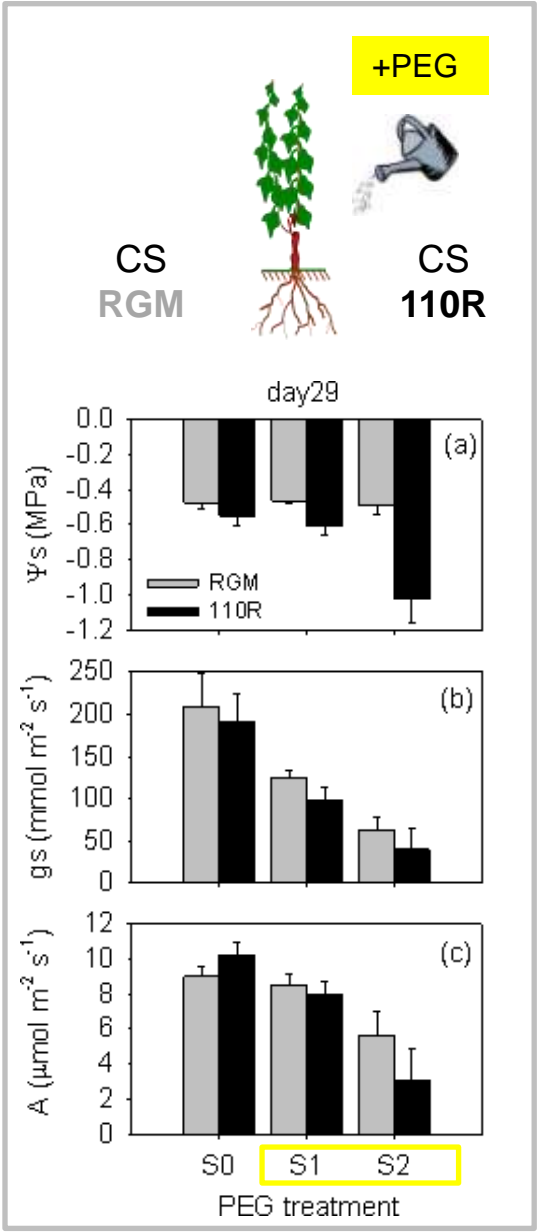 +PEG
CS CS
RGM 110R
day29
0.0
-0.2
-0.4
-0.6
-0.8
-1.0
-1.2
Ψs (MPa)
(a)
RGM
110R
250
200
150
100
50
0
gs (mmol m⁻² s⁻¹)
(b)
12
10
8
6
4
2
0
A (μmol m⁻² s⁻¹)
(c)
S0 S1 S2
PEG treatment